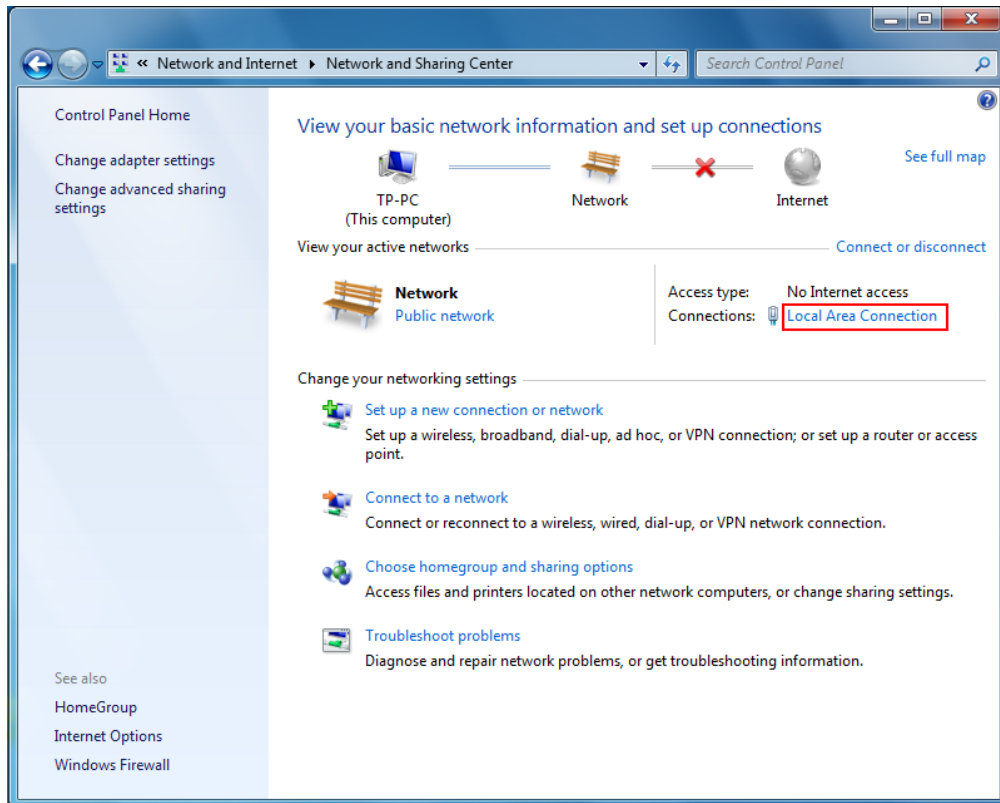 « Network and Internet ▸ Network and Sharing Center
Search Control Panel
Control Panel Home
Change adapter settings
Change advanced sharing
settings
View your basic network information and set up connections
See full map
TP-PC
(This computer)
Network
Internet
View your active networks
Connect or disconnect
Network
Public network
Access type: No Internet access
Connections: Local Area Connection
Change your networking settings
Set up a new connection or network
Set up a wireless, broadband, dial-up, ad hoc, or VPN connection; or set up a router or access
point.
Connect to a network
Connect or reconnect to a wireless, wired, dial-up, or VPN network connection.
Choose homegroup and sharing options
Access files and printers located on other network computers, or change sharing settings.
Troubleshoot problems
Diagnose and repair network problems, or get troubleshooting information.
See also
HomeGroup
Internet Options
Windows Firewall